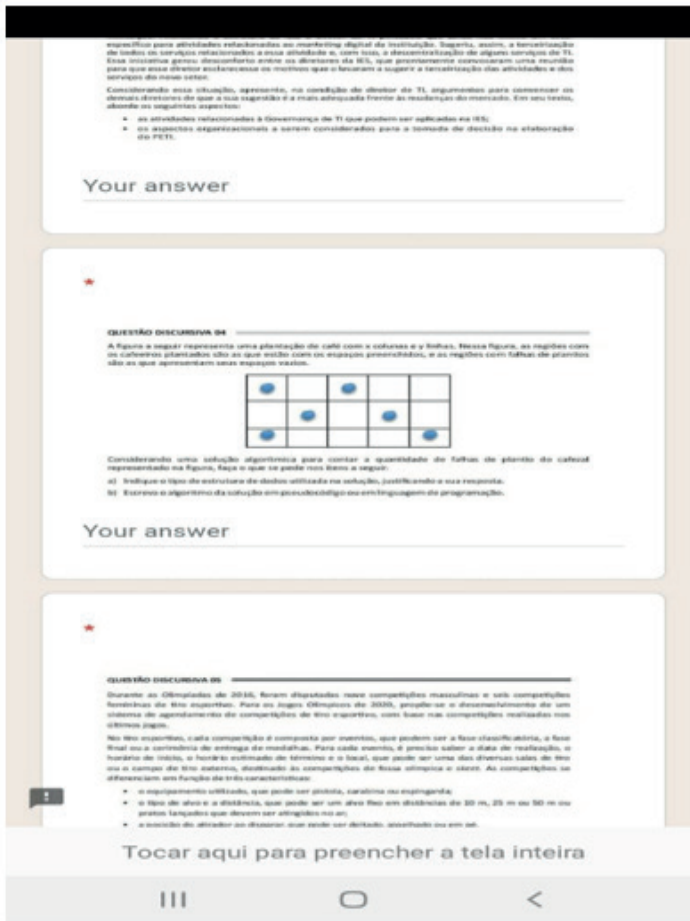 específico para atividades relacionadas ao marketing digital da instituição. Sugeriu, assim, a terceirização
de todos os serviços relacionados a essa atividade e, com isso, a descentralização de alguns serviços de TI.
Essa iniciativa gerou desconforto entre os diretores da IES, que prontamente convocaram uma reunião
para que esse diretor esclarecesse os motivos que o levaram a sugerir a terceirização das atividades e dos
serviços do novo setor.
Considerando essa situação, apresente, na condição de diretor de TI, argumentos para convencer os
demais diretores de que a sua sugestão é a mais adequada frente às mudanças do mercado. Em seu texto,
aborde os seguintes aspectos:
• as atividades relacionadas à Governança de TI que podem ser aplicadas na IES;
• os aspectos organizacionais a serem considerados para a tomada de decisão na elaboração
do PETI.
Your answer
*
QUESTÃO DISCURSIVA 04
A figura a seguir representa uma plantação de café com x colunas e y linhas. Nessa figura, as regiões com
os cafeeiros plantados são as que estão com os espaços preenchidos, e as regiões com falhas de plantios
são as que apresentam seus espaços vazios.
Considerando uma solução algorítmica para contar a quantidade de falhas de plantio do cafezal
representado na figura, faça o que se pede nos itens a seguir.
a) Indique o tipo de estrutura de dados utilizada na solução, justificando a sua resposta.
b) Escreva o algoritmo da solução em pseudocódigo ou em linguagem de programação.
Your answer
*
QUESTÃO DISCURSIVA 05
Durante as Olimpíadas de 2016, foram disputadas nove competições masculinas e seis competições
femininas de tiro esportivo. Para os Jogos Olímpicos de 2020, propõe-se o desenvolvimento de um
sistema de agendamento de competições de tiro esportivo, com base nas competições realizadas nos
últimos jogos.
No tiro esportivo, cada competição é composta por eventos, que podem ser a fase classificatória, a fase
final ou a cerimônia de entrega de medalhas. Para cada evento, é preciso saber a data de realização, o
horário de início, o horário estimado de término e o local, que pode ser uma das diversas salas de tiro
ou o campo de tiro externo, destinado às competições de fossa olímpica e skeet. As competições se
diferenciam em função de três características:
• o equipamento utilizado, que pode ser pistola, carabina ou espingarda;
• o tipo de alvo e a distância, que pode ser um alvo fixo em distâncias de 10 m, 25 m ou 50 m ou
pratos lançados que devem ser atingidos no ar;
• a posição do atirador ao disparar, que pode ser deitado, ajoelhado ou em pé.
Tocar aqui para preencher a tela inteira